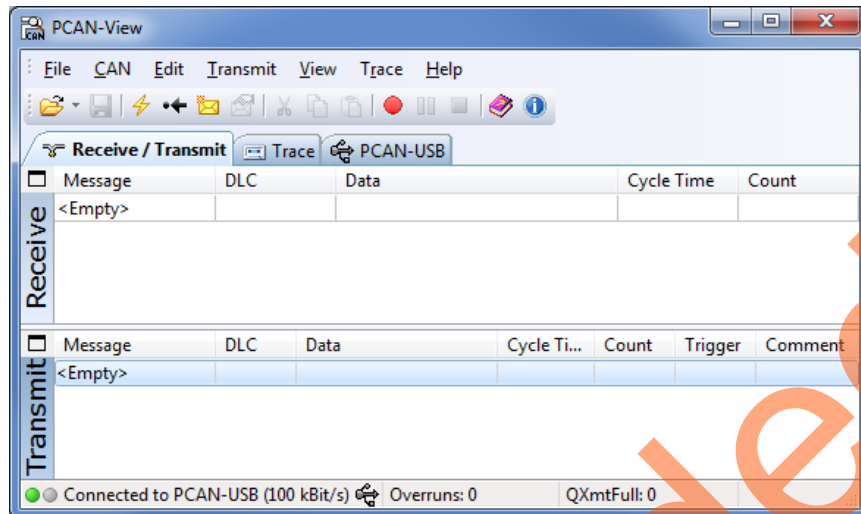 PCAN-View
File CAN Edit Transmit View Trace Help
Receive / Transmit Trace PCAN-USB
Message DLC Data Cycle Time Count
<Empty>
Receive
Message DLC Data Cycle Ti... Count Trigger Comment
<Empty>
Transmit
Connected to PCAN-USB (100 kBit/s) Overruns: 0 QXmtFull: 0